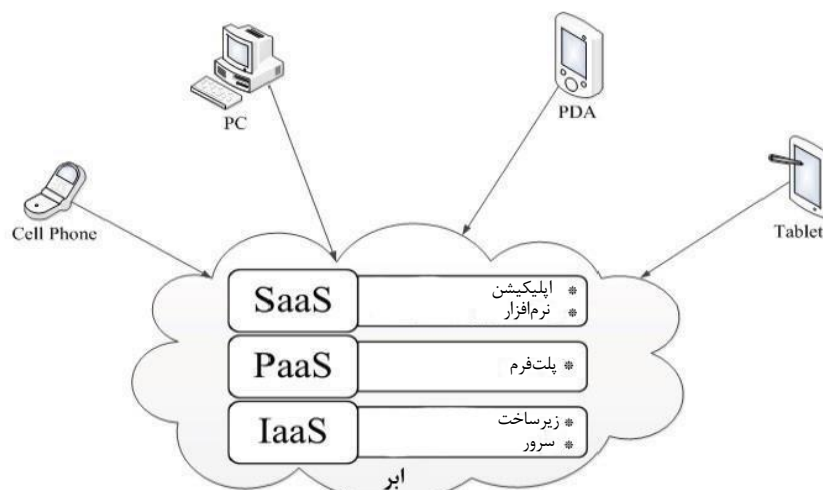 PC
PDA
Cell Phone
Tablet
SaaS
اپلیکیشن
نرم‌افزار
PaaS
پلت‌فرم
IaaS
زیرساخت
سرور
ابر